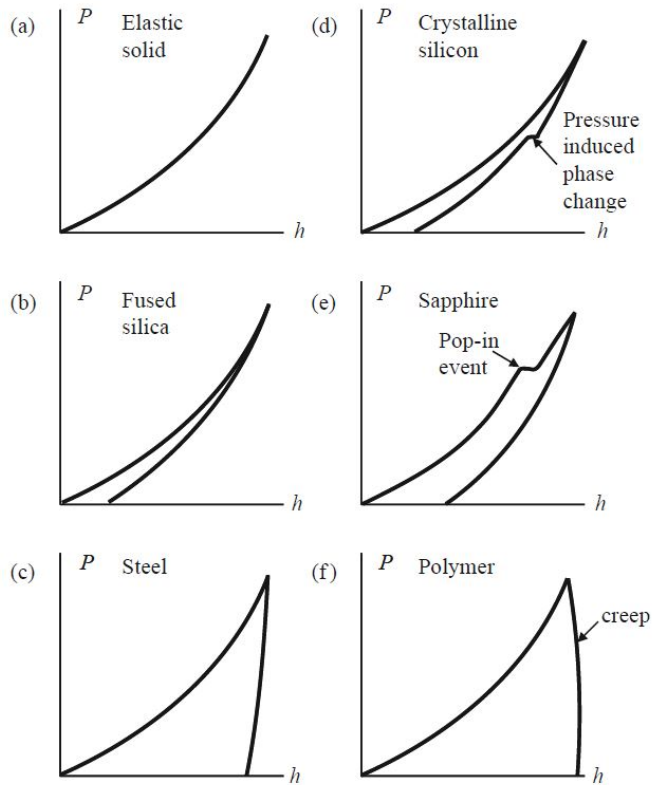 (a)
P
Elastic
solid
h
(d)
P
Crystalline
silicon
Pressure
induced
phase
change
h
(b)
P
Fused
silica
h
(e)
P
Sapphire
Pop-in
event
h
(c)
P
Steel
h
(f)
P
Polymer
creep
h